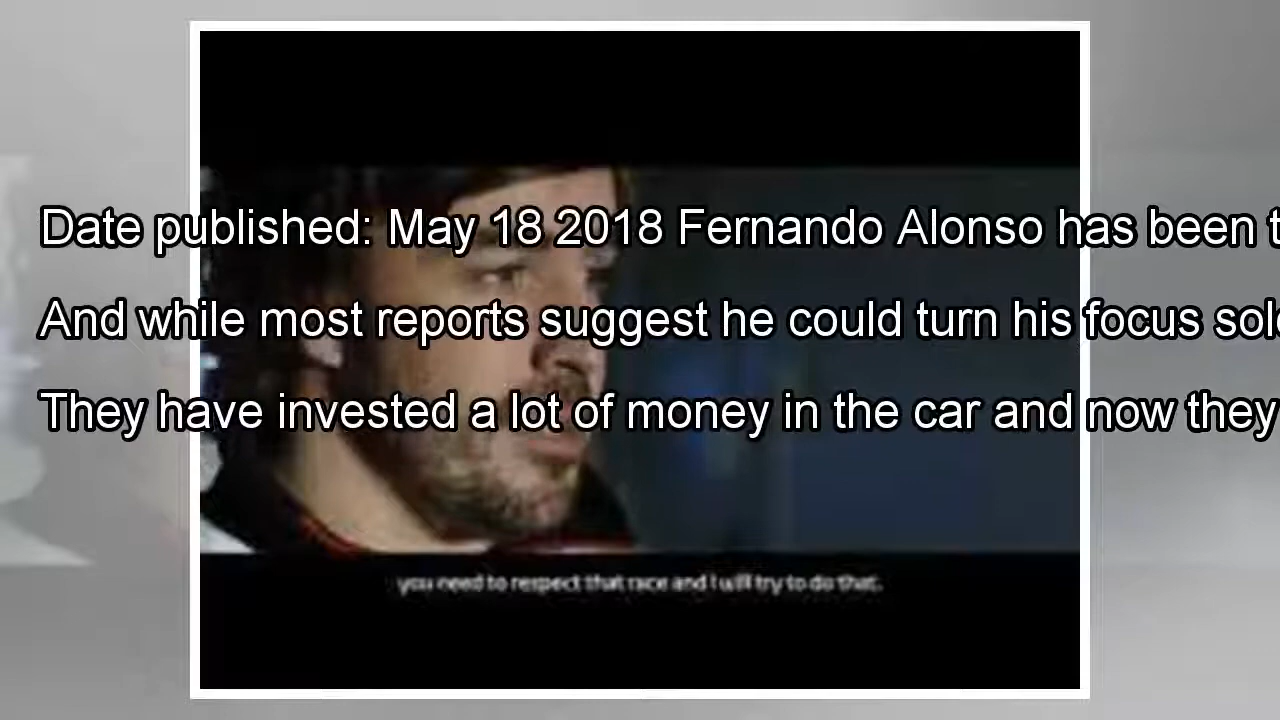 Date published: May 18 2018 Fernando Alonso has been t
And while most reports suggest he could turn his focus sol
They have invested a lot of money in the car and now they
you need to respect that race and I will try to do that.